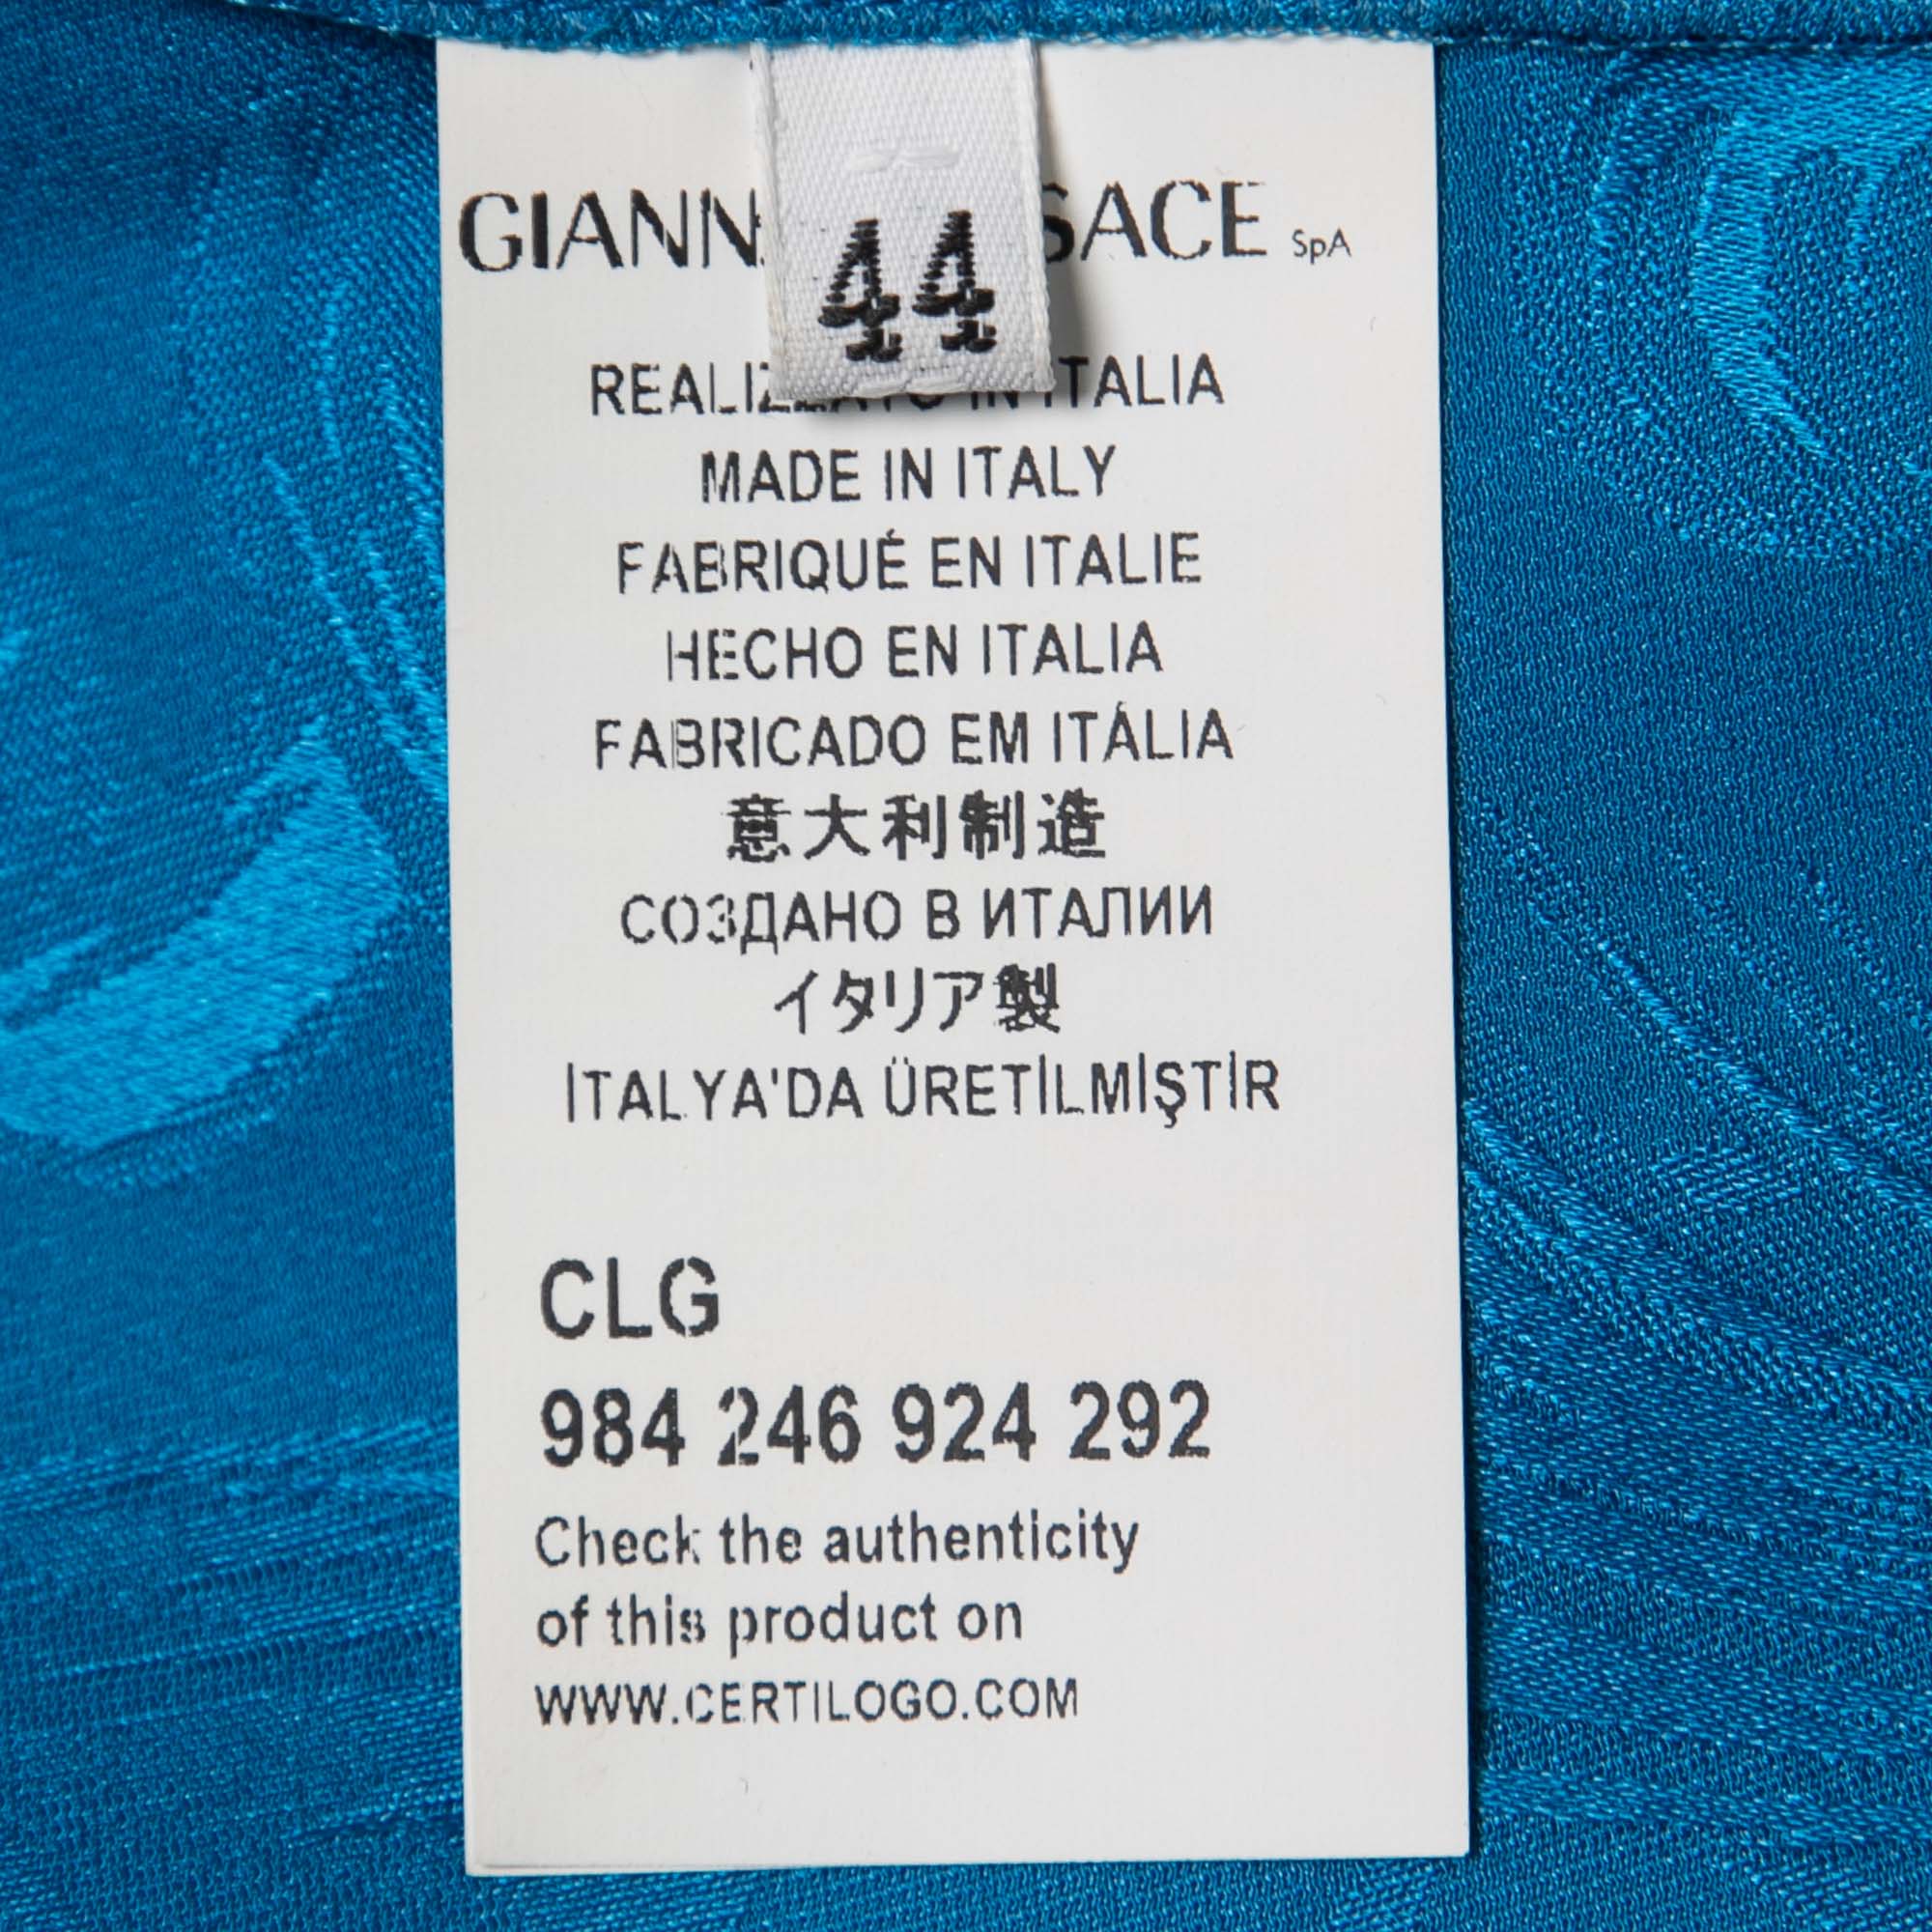 44
GIANN SACE SpA
IN ITALIA
MADE IN ITALY
FABRIQUÉ EN ITALIE
HECHO EN ITALIA
FABRICADO EM ITÁLIA
意大利制造
СОЗДАНО В ИТАЛИИ
イタリア製
İTALYA'DA ÜRETİLMİŞTİR
CLG
984 246 924 292
Check the authenticity
of this product on
WWW.CERTILOGO.COM